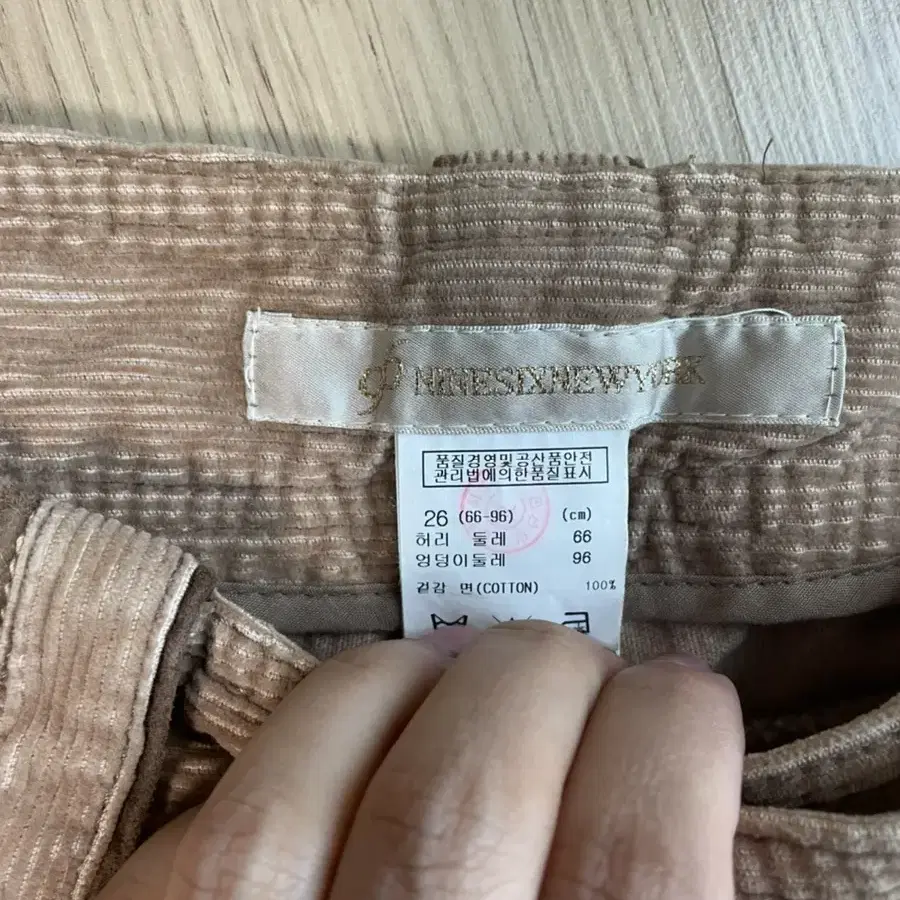 NINESIXNEWYORK
품질경영및공산품안전
관리법에의한품질표시
26 (66-96) (cm)
허리 둘레 66
엉덩이둘레 96
겉감 면(COTTON) 100%